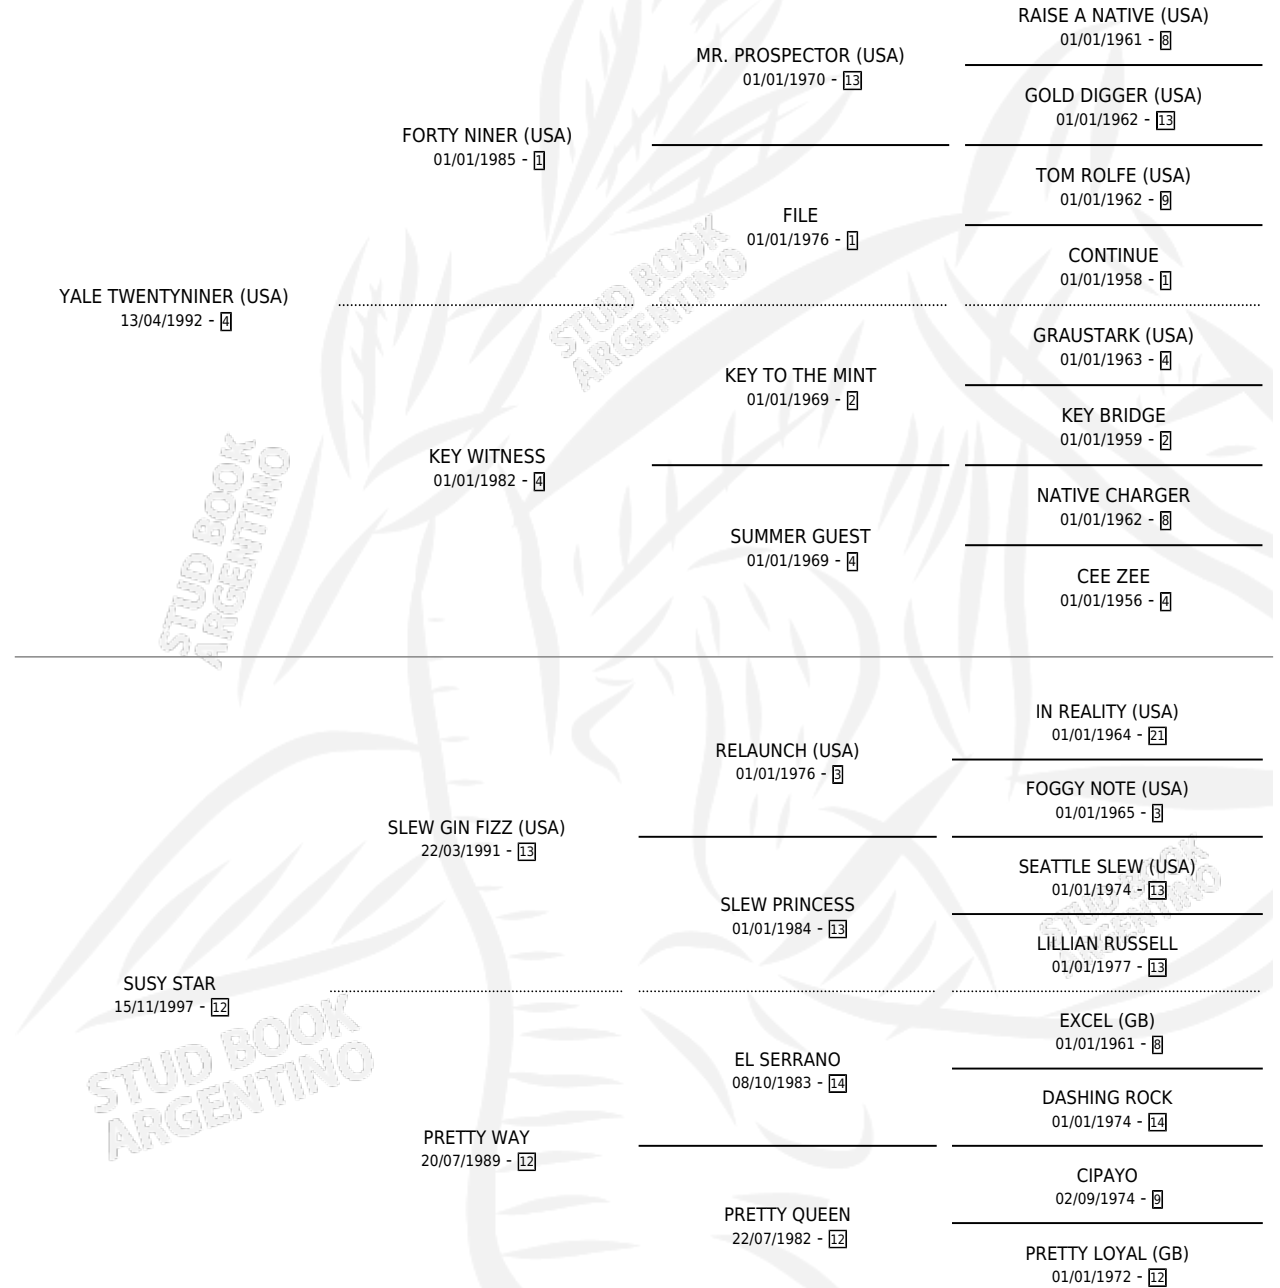 RAISE A NATIVE (USA)
01/01/1961 - 8
MR. PROSPECTOR (USA)
01/01/1970 - 13
GOLD DIGGER (USA)
01/01/1962 - 13
FORTY NINER (USA)
01/01/1985 - 1
TOM ROLFE (USA)
01/01/1962 - 9
FILE
01/01/1976 - 1
CONTINUE
01/01/1958 - 1
YALE TWENTYNINER (USA)
13/04/1992 - 4
GRAUSTARK (USA)
01/01/1963 - 4
KEY TO THE MINT
01/01/1969 - 2
KEY BRIDGE
01/01/1959 - 2
KEY WITNESS
01/01/1982 - 4
NATIVE CHARGER
01/01/1962 - 8
SUMMER GUEST
01/01/1969 - 4
CEE ZEE
01/01/1956 - 4
IN REALITY (USA)
01/01/1964 - 21
RELAUNCH (USA)
01/01/1976 - 3
FOGGY NOTE (USA)
01/01/1965 - 3
SLEW GIN FIZZ (USA)
22/03/1991 - 13
SEATTLE SLEW (USA)
01/01/1974 - 13
SLEW PRINCESS
01/01/1984 - 13
LILLIAN RUSSELL
01/01/1977 - 13
SUSY STAR
15/11/1997 - 12
EXCEL (GB)
01/01/1961 - 8
EL SERRANO
08/10/1983 - 14
DASHING ROCK
01/01/1974 - 14
PRETTY WAY
20/07/1989 - 12
CIPAYO
02/09/1974 - 9
PRETTY QUEEN
22/07/1982 - 12
PRETTY LOYAL (GB)
01/01/1972 - 12
STUD BOOK
ARGENTINO
STUD BOOK
ARGENTINO
STUD BOOK
ARGENTINO
STUD BOOK
ARGENTINO